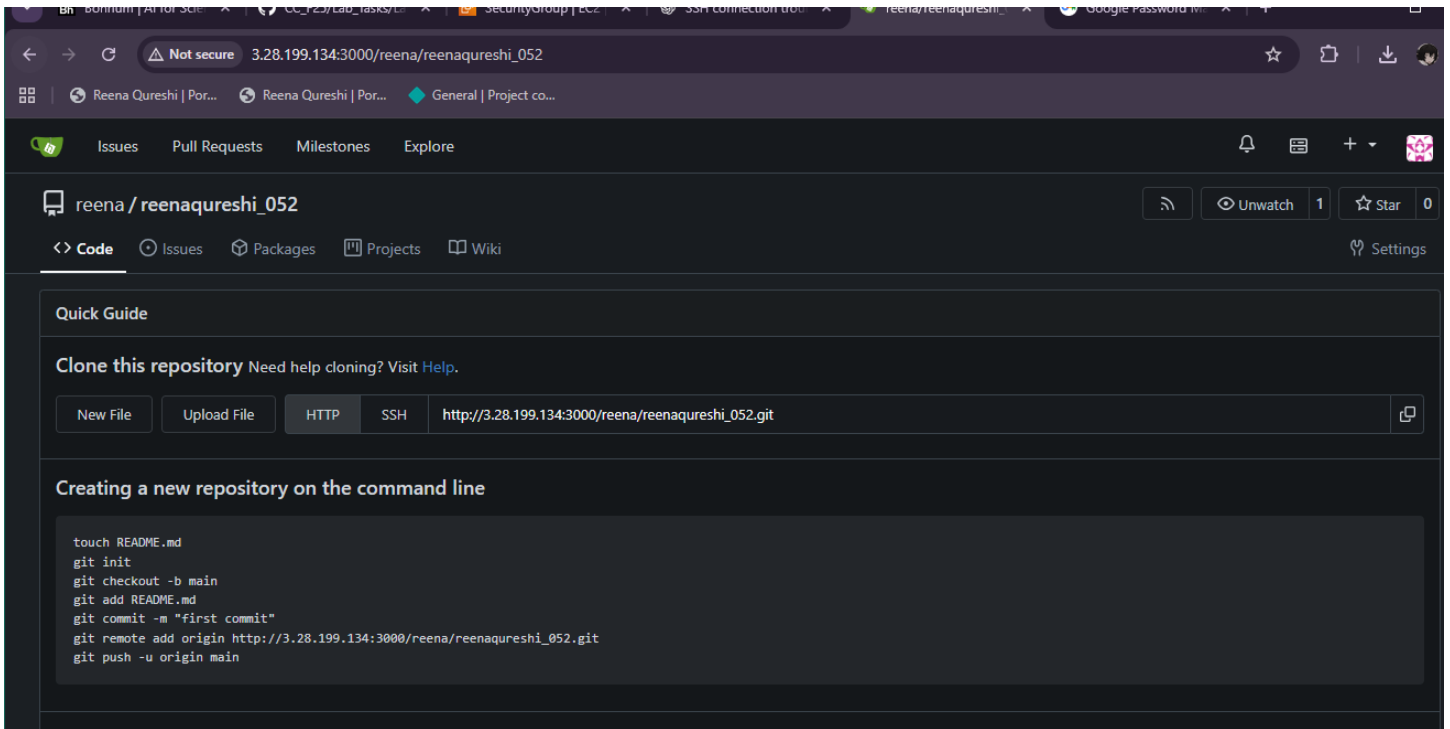 Not secure 3.28.199.134:3000/reena/reenaqureshi_052
Reena Qureshi | Por... Reena Qureshi | Por... General | Project co...
Issues Pull Requests Milestones Explore
reena / reenaqureshi_052 Unwatch 1 Star 0
Code Issues Packages Projects Wiki Settings
Quick Guide
Clone this repository Need help cloning? Visit Help.
New File Upload File HTTP SSH http://3.28.199.134:3000/reena/reenaqureshi_052.git
Creating a new repository on the command line
touch README.md
git init
git checkout -b main
git add README.md
git commit -m "first commit"
git remote add origin http://3.28.199.134:3000/reena/reenaqureshi_052.git
git push -u origin main